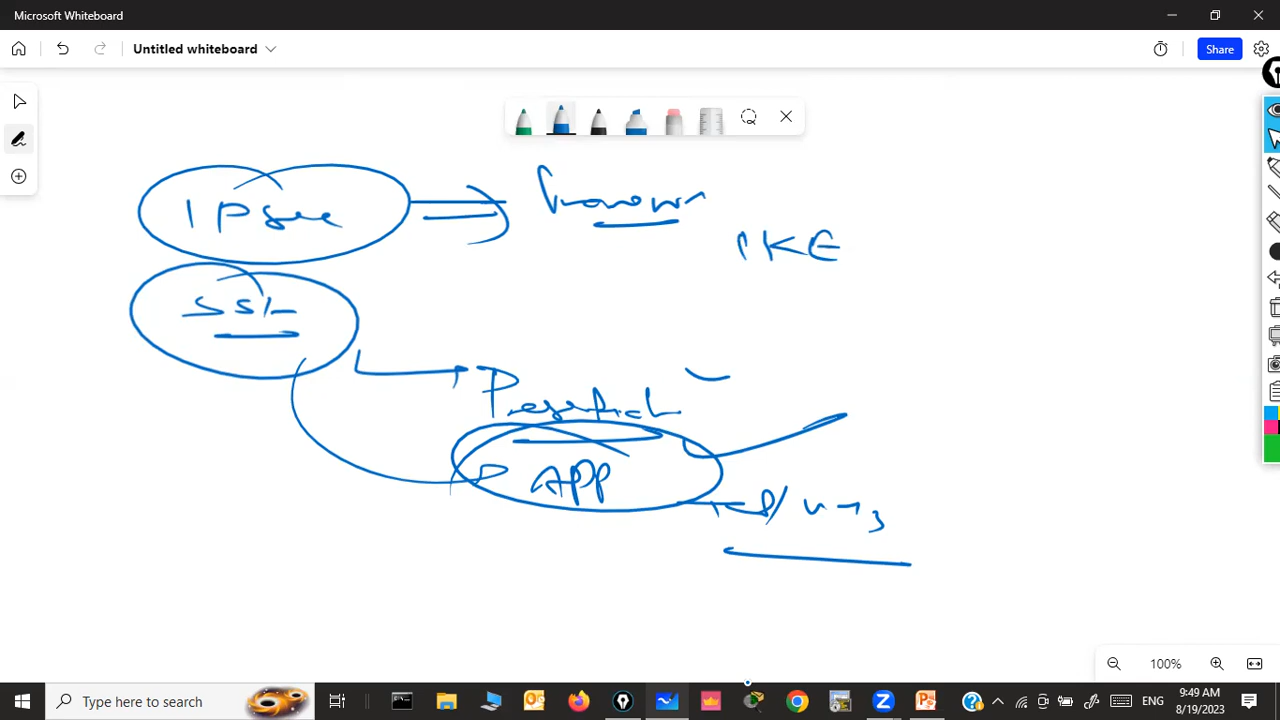 Microsoft Whiteboard
Untitled whiteboard
Share
IPsec
IKE
SSL
APP
100%
Type here to search
ENG
9:49 AM
8/19/2023